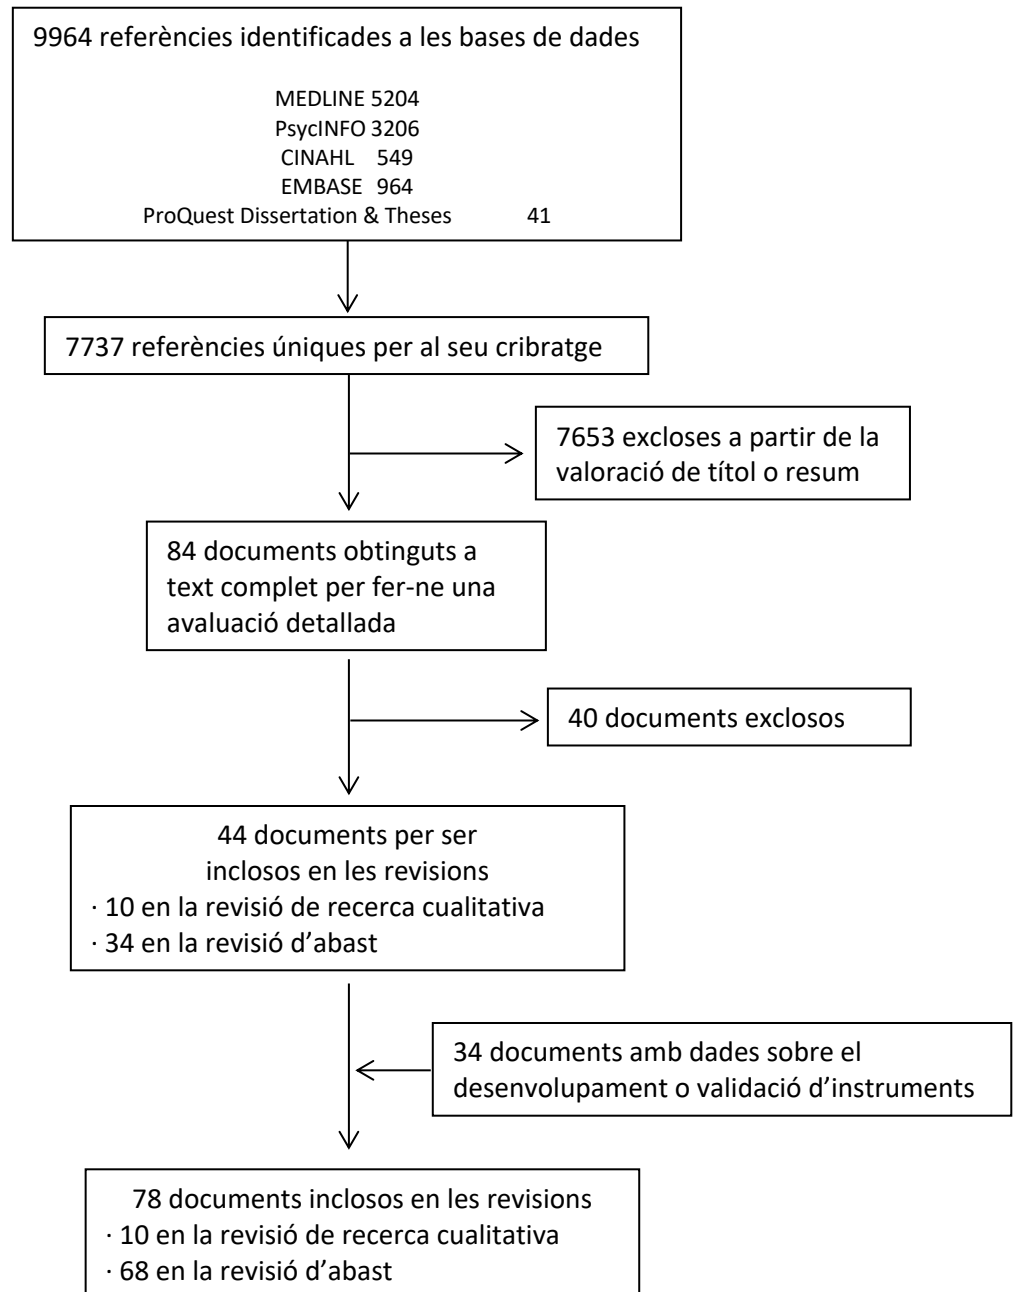 9964 referències identificades a les bases de dades
MEDLINE 5204
PsycINFO 3206
CINAHL 549
EMBASE 964
ProQuest Dissertation & Theses 41
7737 referències úniques per al seu cribratge
7653 excloses a partir de la
valoració de títol o resum
84 documents obtinguts a
text complet per fer-ne una
avaluació detallada
40 documents exclosos
44 documents per ser
inclosos en les revisions
· 10 en la revisió de recerca cualitativa
· 34 en la revisió d’abast
34 documents amb dades sobre el
desenvolupament o validació d’instruments
78 documents inclosos en les revisions
· 10 en la revisió de recerca cualitativa
· 68 en la revisió d’abast